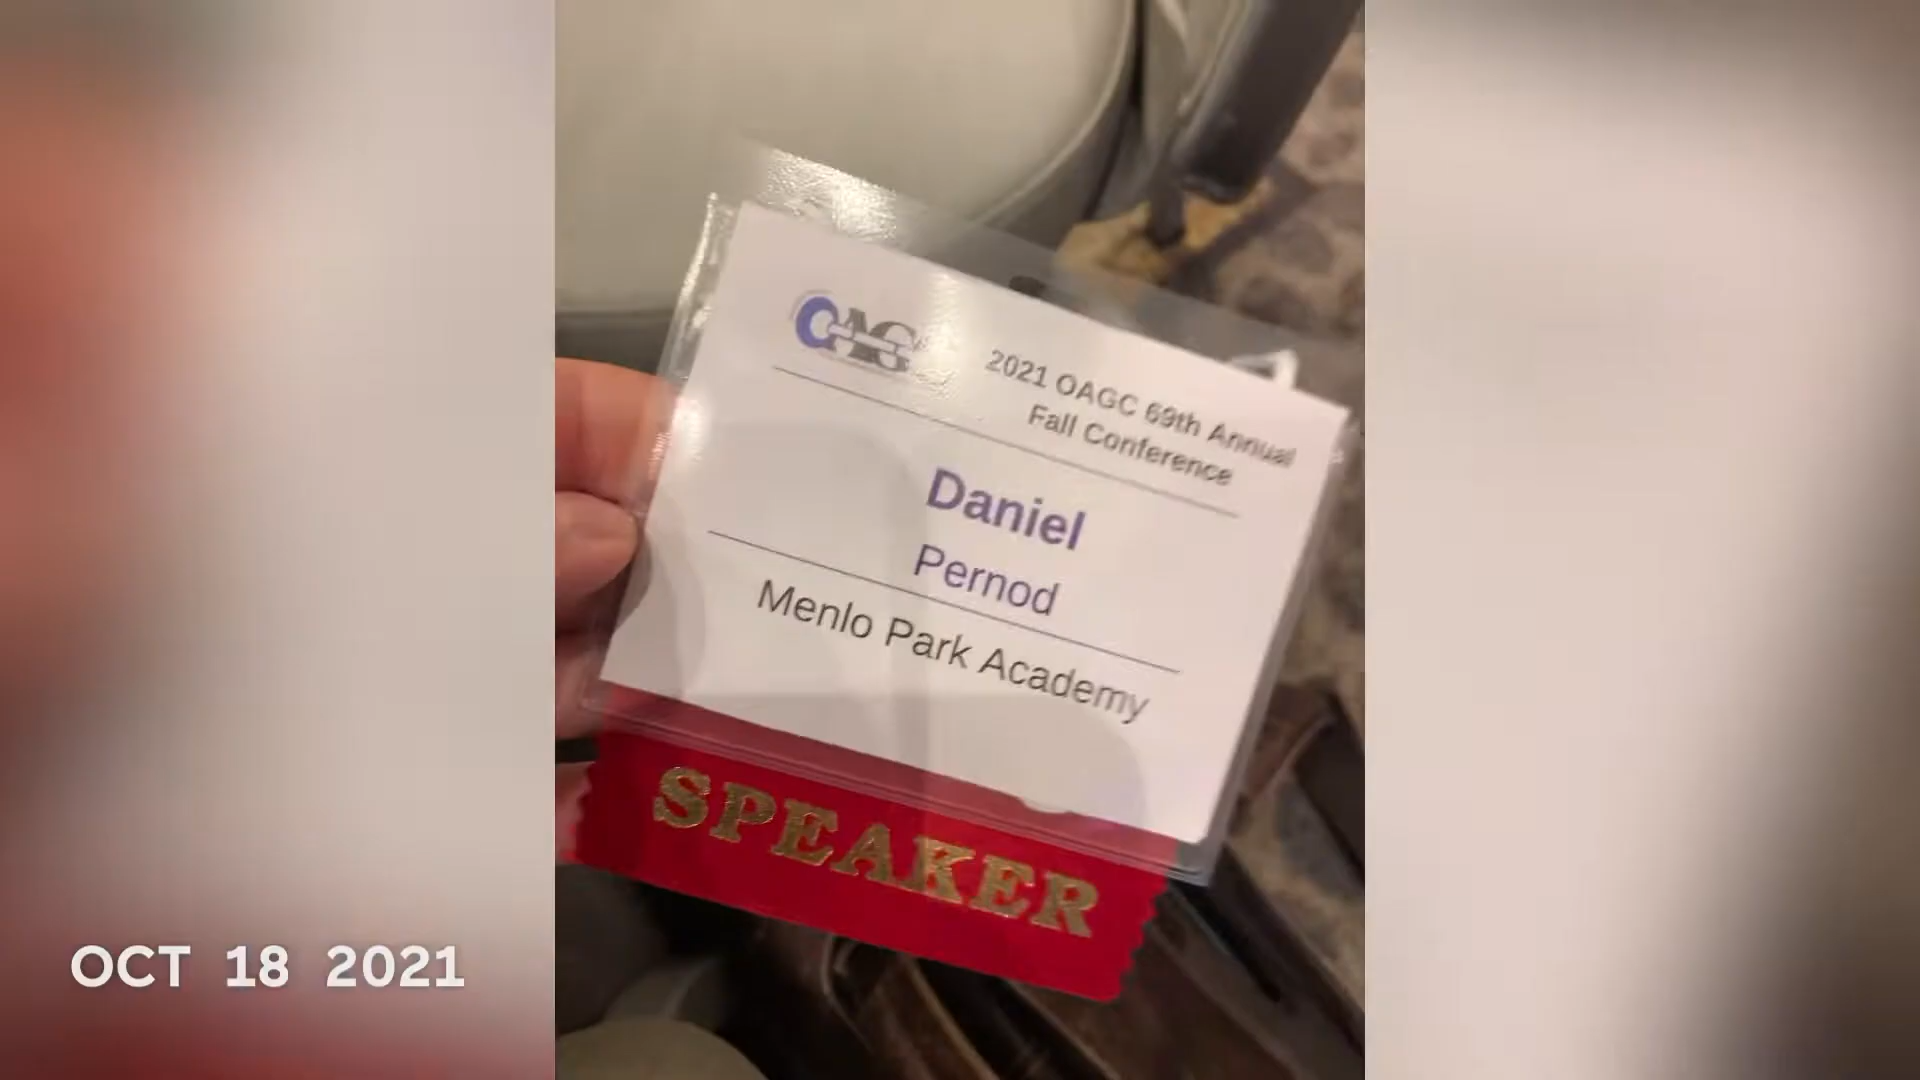 OAGC
2021 OAGC 69th Annual
Fall Conference
Daniel
Pernod
Menlo Park Academy
SPEAKER
OCT 18 2021